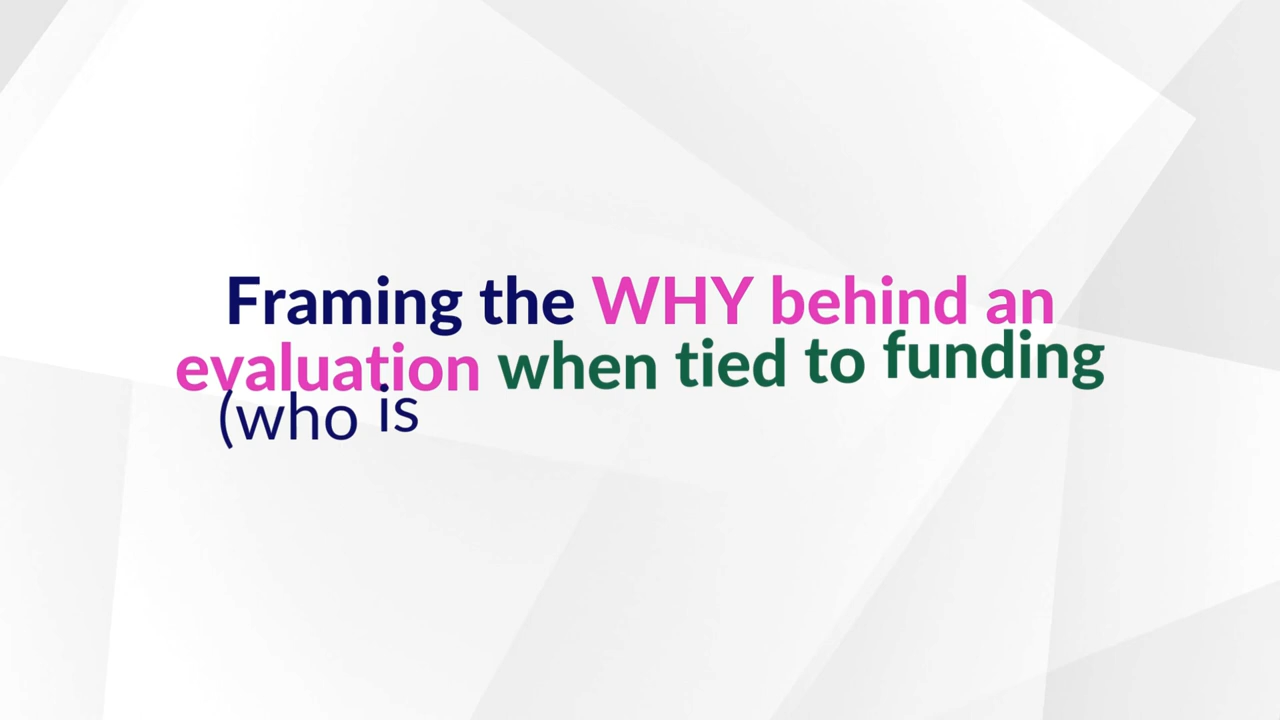 Framing the WHY behind an
evaluation when tied to funding
(who is